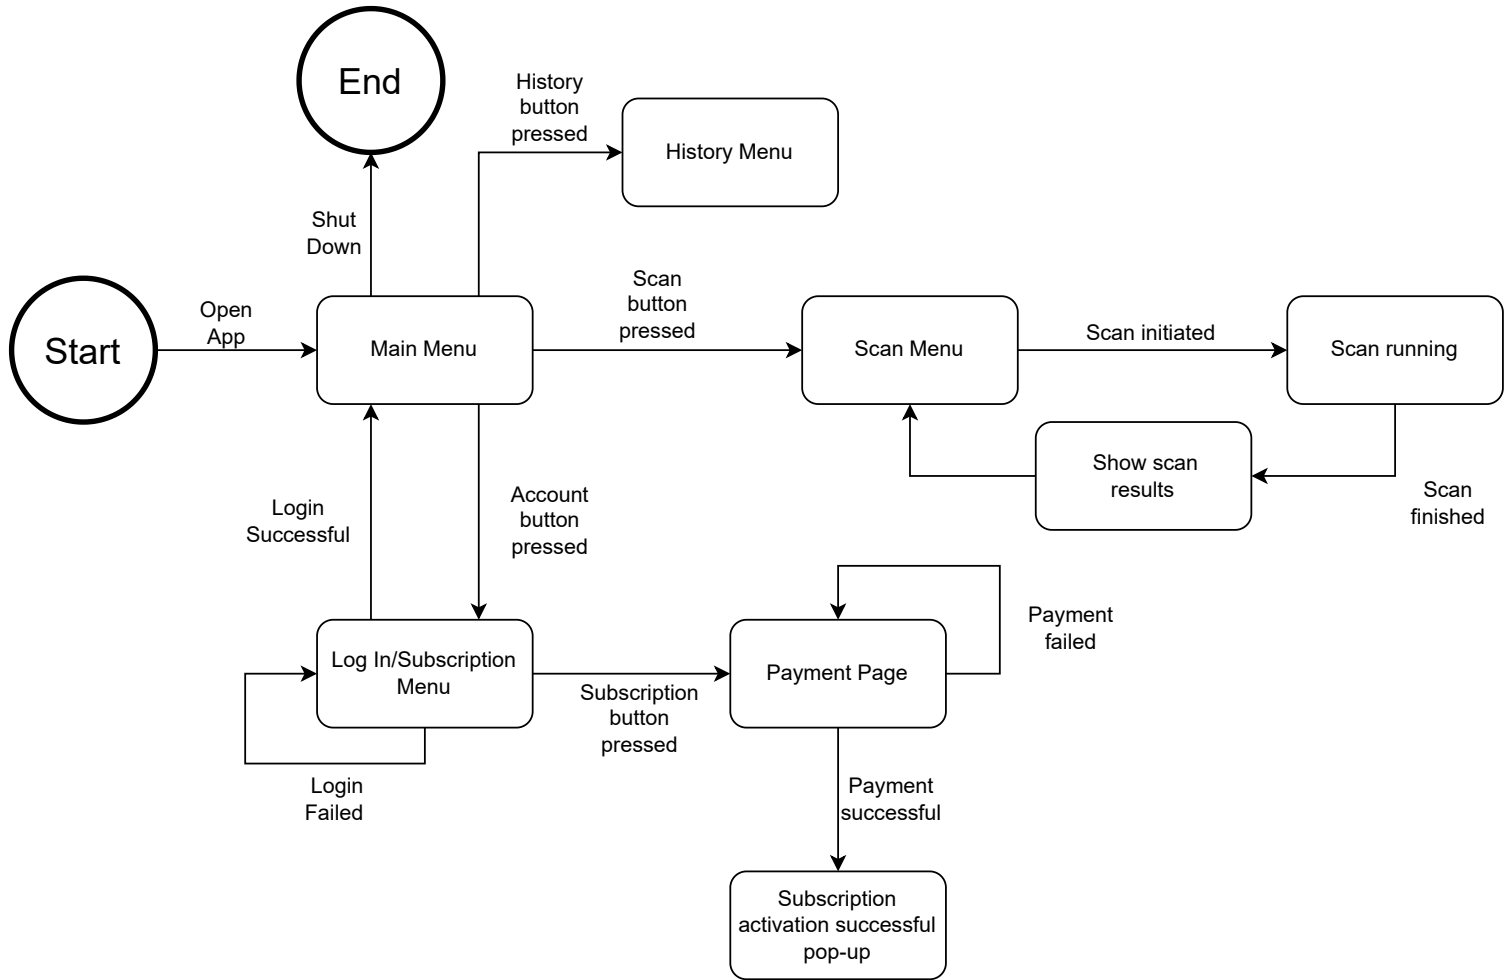 End
History
button
pressed
History Menu
Shut
Down
Start
Open
App
Main Menu
Scan
button
pressed
Scan Menu
Scan initiated
Scan running
Show scan
results
Scan
finished
Login
Successful
Account
button
pressed
Log In/Subscription
Menu
Subscription
button
pressed
Payment Page
Payment
failed
Login
Failed
Payment
successful
Subscription
activation successful
pop-up